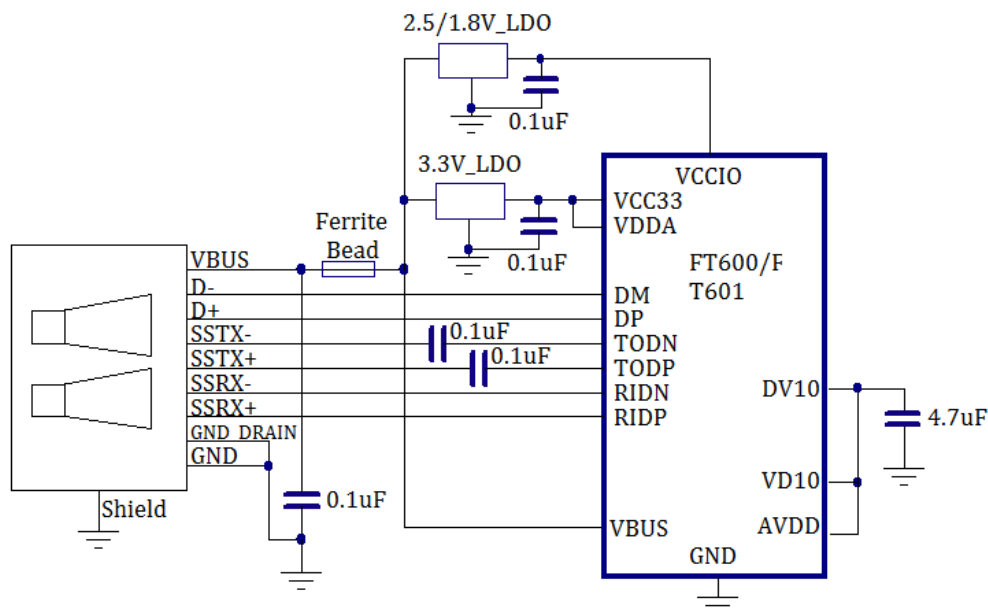 2.5/1.8V_LDO
0.1uF
3.3V_LDO
0.1uF
Ferrite
Bead
VBUS
D-
D+
SSTX-
SSTX+
SSRX-
SSRX+
GND_DRAIN
GND
Shield
0.1uF
0.1uF
0.1uF
VCCIO
VCC33
VDDA
FT600/F
T601
DM
DP
TODN
TODP
RIDN
RIDP
VBUS
GND
DV10
VD10
AVDD
4.7uF